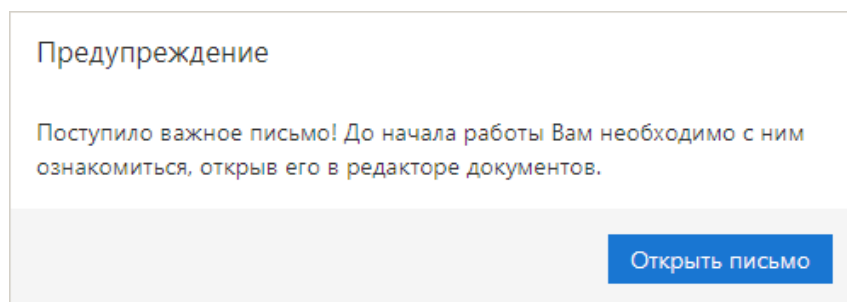 Предупреждение
Поступило важное письмо! До начала работы Вам необходимо с ним
ознакомиться, открыв его в редакторе документов.
Открыть письмо